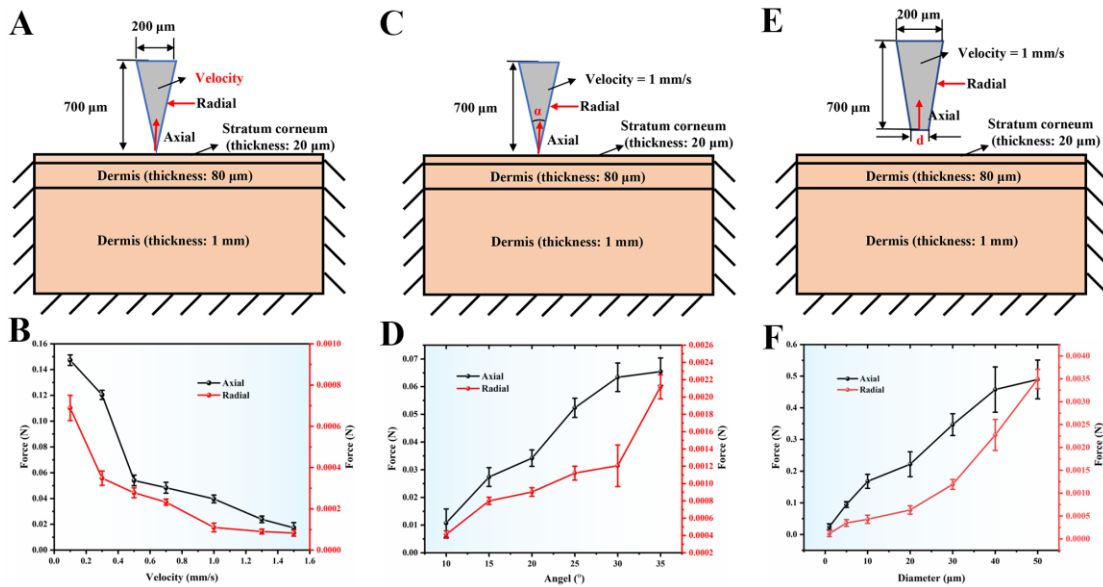 A
200 μm
Velocity
700 μm
Radial
Axial
Stratum corneum
(thickness: 20 μm)
Dermis (thickness: 80 μm)
Dermis (thickness: 1 mm)
C
200 μm
Velocity = 1 mm/s
700 μm
α
Radial
Axial
Stratum corneum
(thickness: 20 μm)
Dermis (thickness: 80 μm)
Dermis (thickness: 1 mm)
E
200 μm
Velocity = 1 mm/s
700 μm
Radial
Axial
d
Stratum corneum
(thickness: 20 μm)
Dermis (thickness: 80 μm)
Dermis (thickness: 1 mm)
B
Axial
Radial
Force (N)
0.16
0.14
0.12
0.10
0.08
0.06
0.04
0.02
0.00
0.0010
0.0008
0.0006
0.0004
0.0002
0.0000
Force (N)
0.0 0.2 0.4 0.6 0.8 1.0 1.2 1.4 1.6
Velocity (mm/s)
D
Axial
Radial
Force (N)
0.07
0.06
0.05
0.04
0.03
0.02
0.01
0.00
0.0026
0.0024
0.0022
0.0020
0.0018
0.0016
0.0014
0.0012
0.0010
0.0008
0.0006
0.0004
0.0002
Force (N)
10 15 20 25 30 35
Angel (°)
F
Axial
Radial
Force (N)
0.6
0.5
0.4
0.3
0.2
0.1
0.0
0.0040
0.0035
0.0030
0.0025
0.0020
0.0015
0.0010
0.0005
0.0000
Force (N)
0 10 20 30 40 50
Diameter (μm)